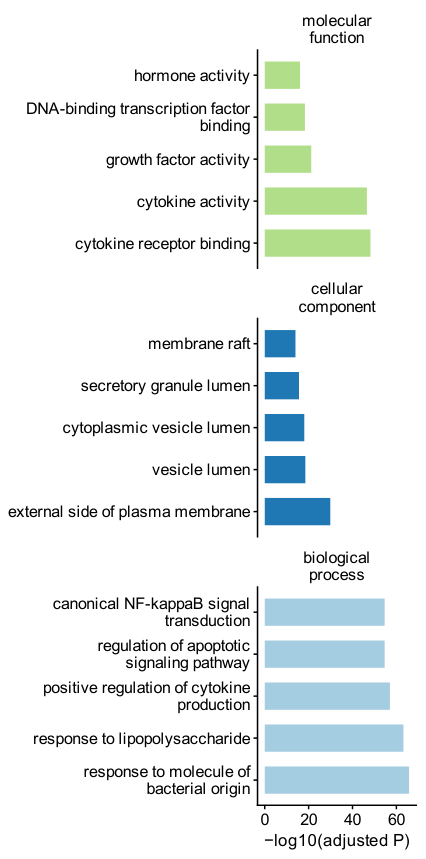 molecular
function
hormone activity
DNA-binding transcription factor
binding
growth factor activity
cytokine activity
cytokine receptor binding
cellular
component
membrane raft
secretory granule lumen
cytoplasmic vesicle lumen
vesicle lumen
external side of plasma membrane
biological
process
canonical NF-kappaB signal
transduction
regulation of apoptotic
signaling pathway
positive regulation of cytokine
production
response to lipopolysaccharide
response to molecule of
bacterial origin
0 20 40 60
−log10(adjusted P)